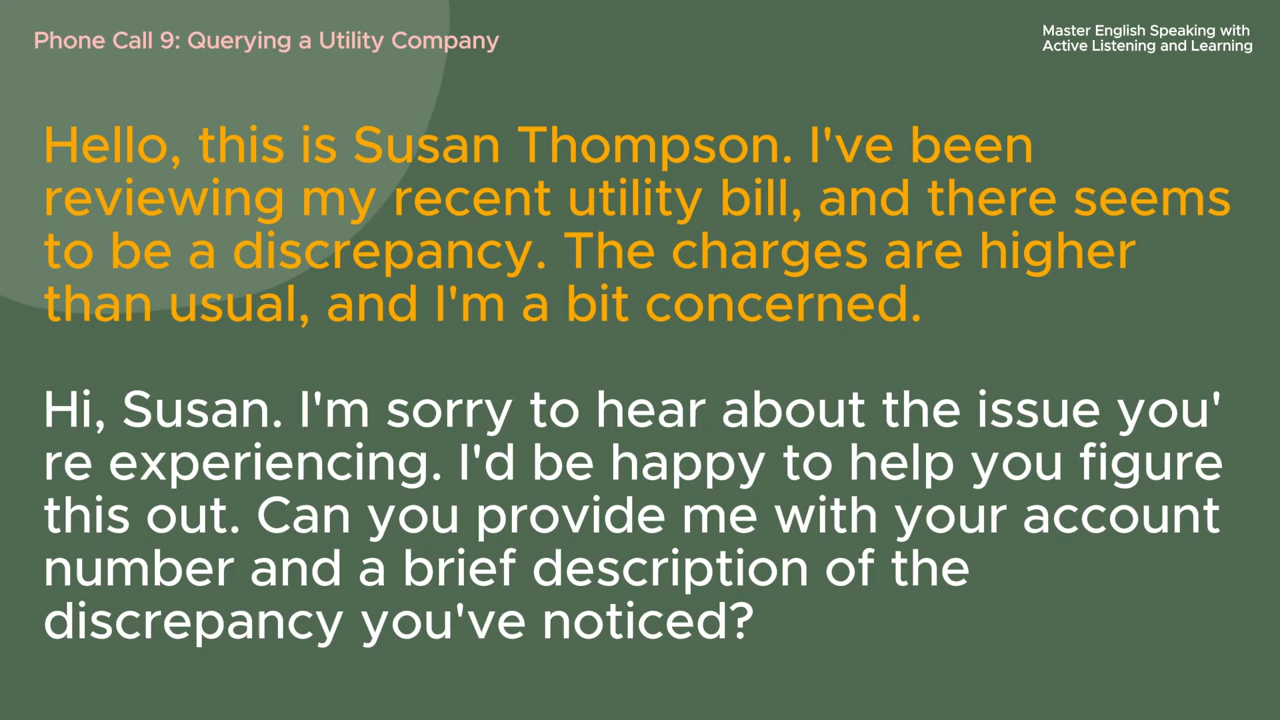 Phone Call 9: Querying a Utility Company
Master English Speaking with
Active Listening and Learning
Hello, this is Susan Thompson. I've been
reviewing my recent utility bill, and there seems
to be a discrepancy. The charges are higher
than usual, and I'm a bit concerned.
Hi, Susan. I'm sorry to hear about the issue you'
re experiencing. I'd be happy to help you figure
this out. Can you provide me with your account
number and a brief description of the
discrepancy you've noticed?